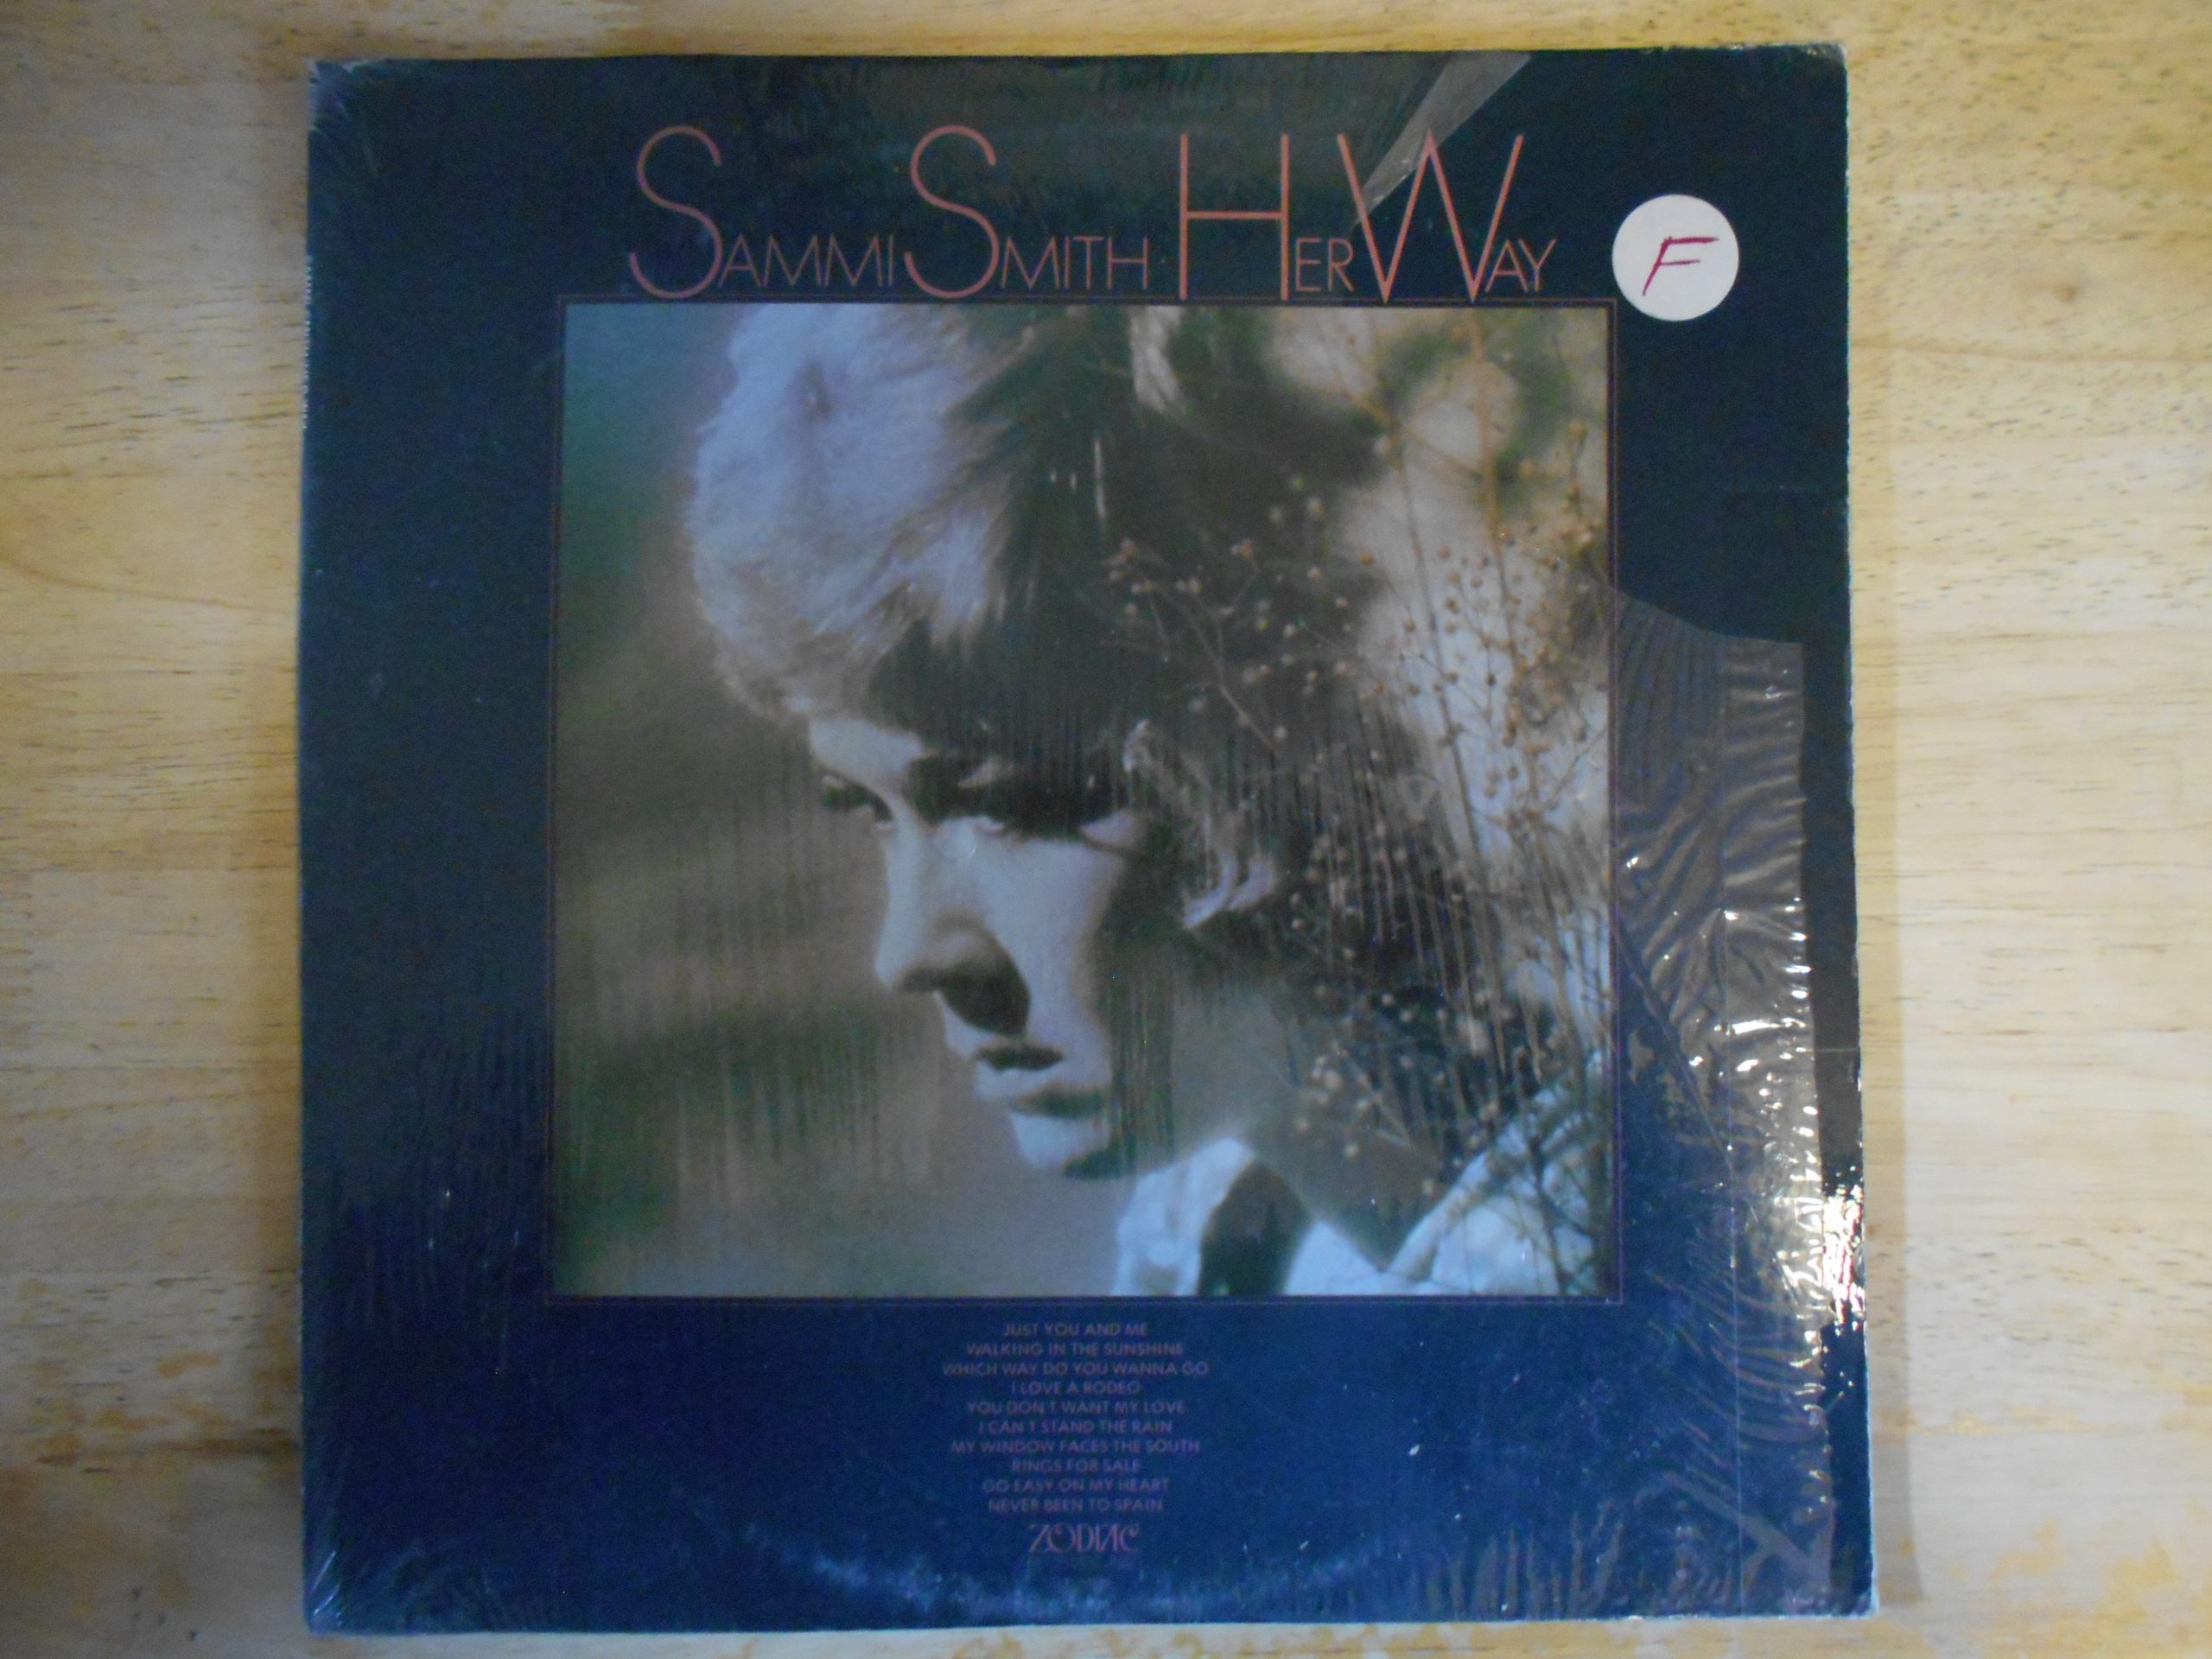 SAMMI SMITH · HER WAY
F
JUST YOU AND ME
WALKING IN THE SUNSHINE
WHICH WAY DO YOU WANNA GO
I LOVE A RODEO
YOU DON'T WANT MY LOVE
I CAN'T STAND THE RAIN
MY WINDOW FACES THE SOUTH
RINGS FOR SALE
GO EASY ON MY HEART
NEVER BEEN TO SPAIN
ZODIAC